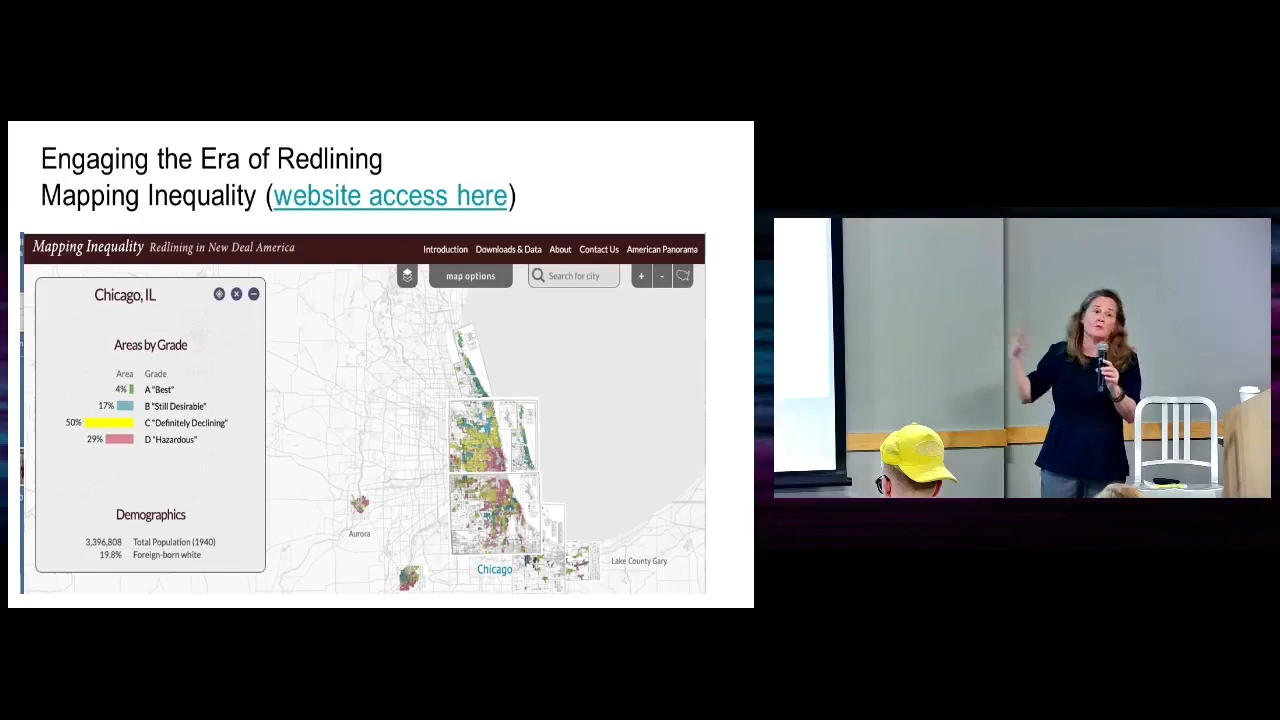 Engaging the Era of Redlining
Mapping Inequality (website access here)
Mapping Inequality Redlining in New Deal America
Introduction Downloads & Data About Contact Us American Panorama
map options
Search for city
+ -
Chicago, IL
Areas by Grade
Area Grade
4% A "Best"
17% B "Still Desirable"
50% C "Definitely Declining"
29% D "Hazardous"
Demographics
3,396,808 Total Population (1940)
19.8% Foreign-born white
Aurora
Chicago
Lake County Gary